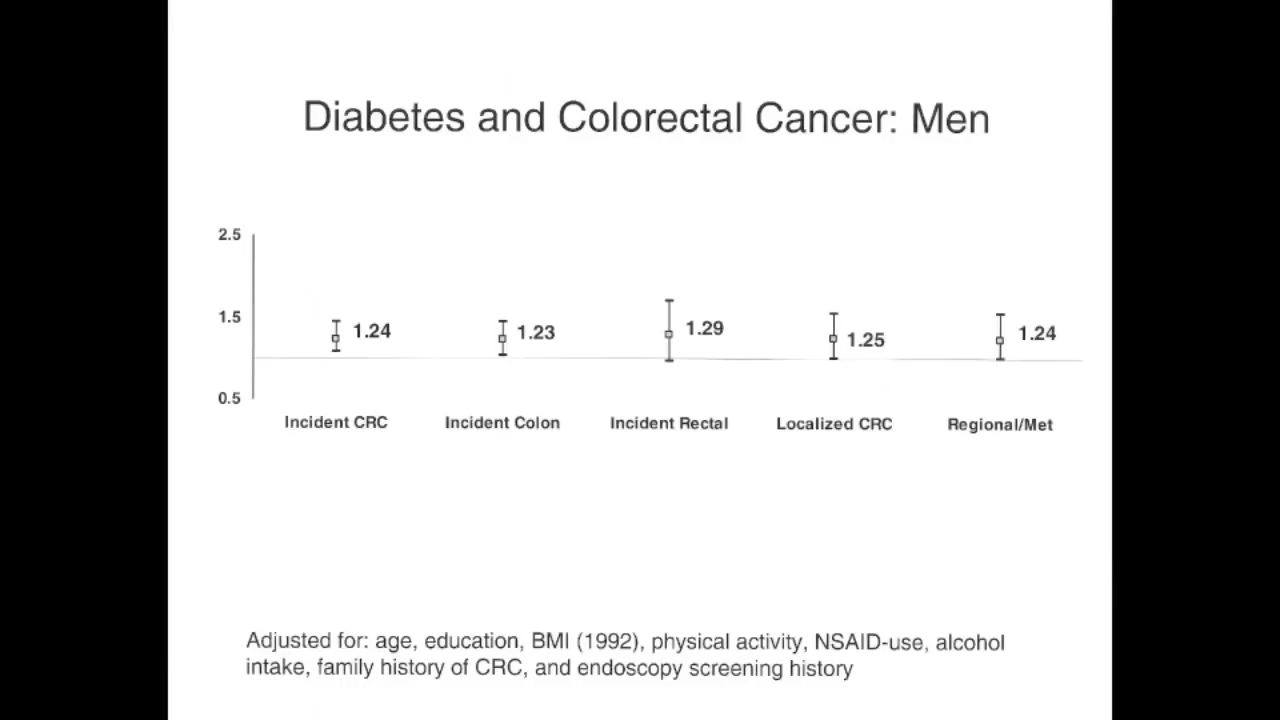 Diabetes and Colorectal Cancer: Men
2.5
1.5
0.5
1.24
1.23
1.29
1.25
1.24
Incident CRC
Incident Colon
Incident Rectal
Localized CRC
Regional/Met
Adjusted for: age, education, BMI (1992), physical activity, NSAID-use, alcohol
intake, family history of CRC, and endoscopy screening history